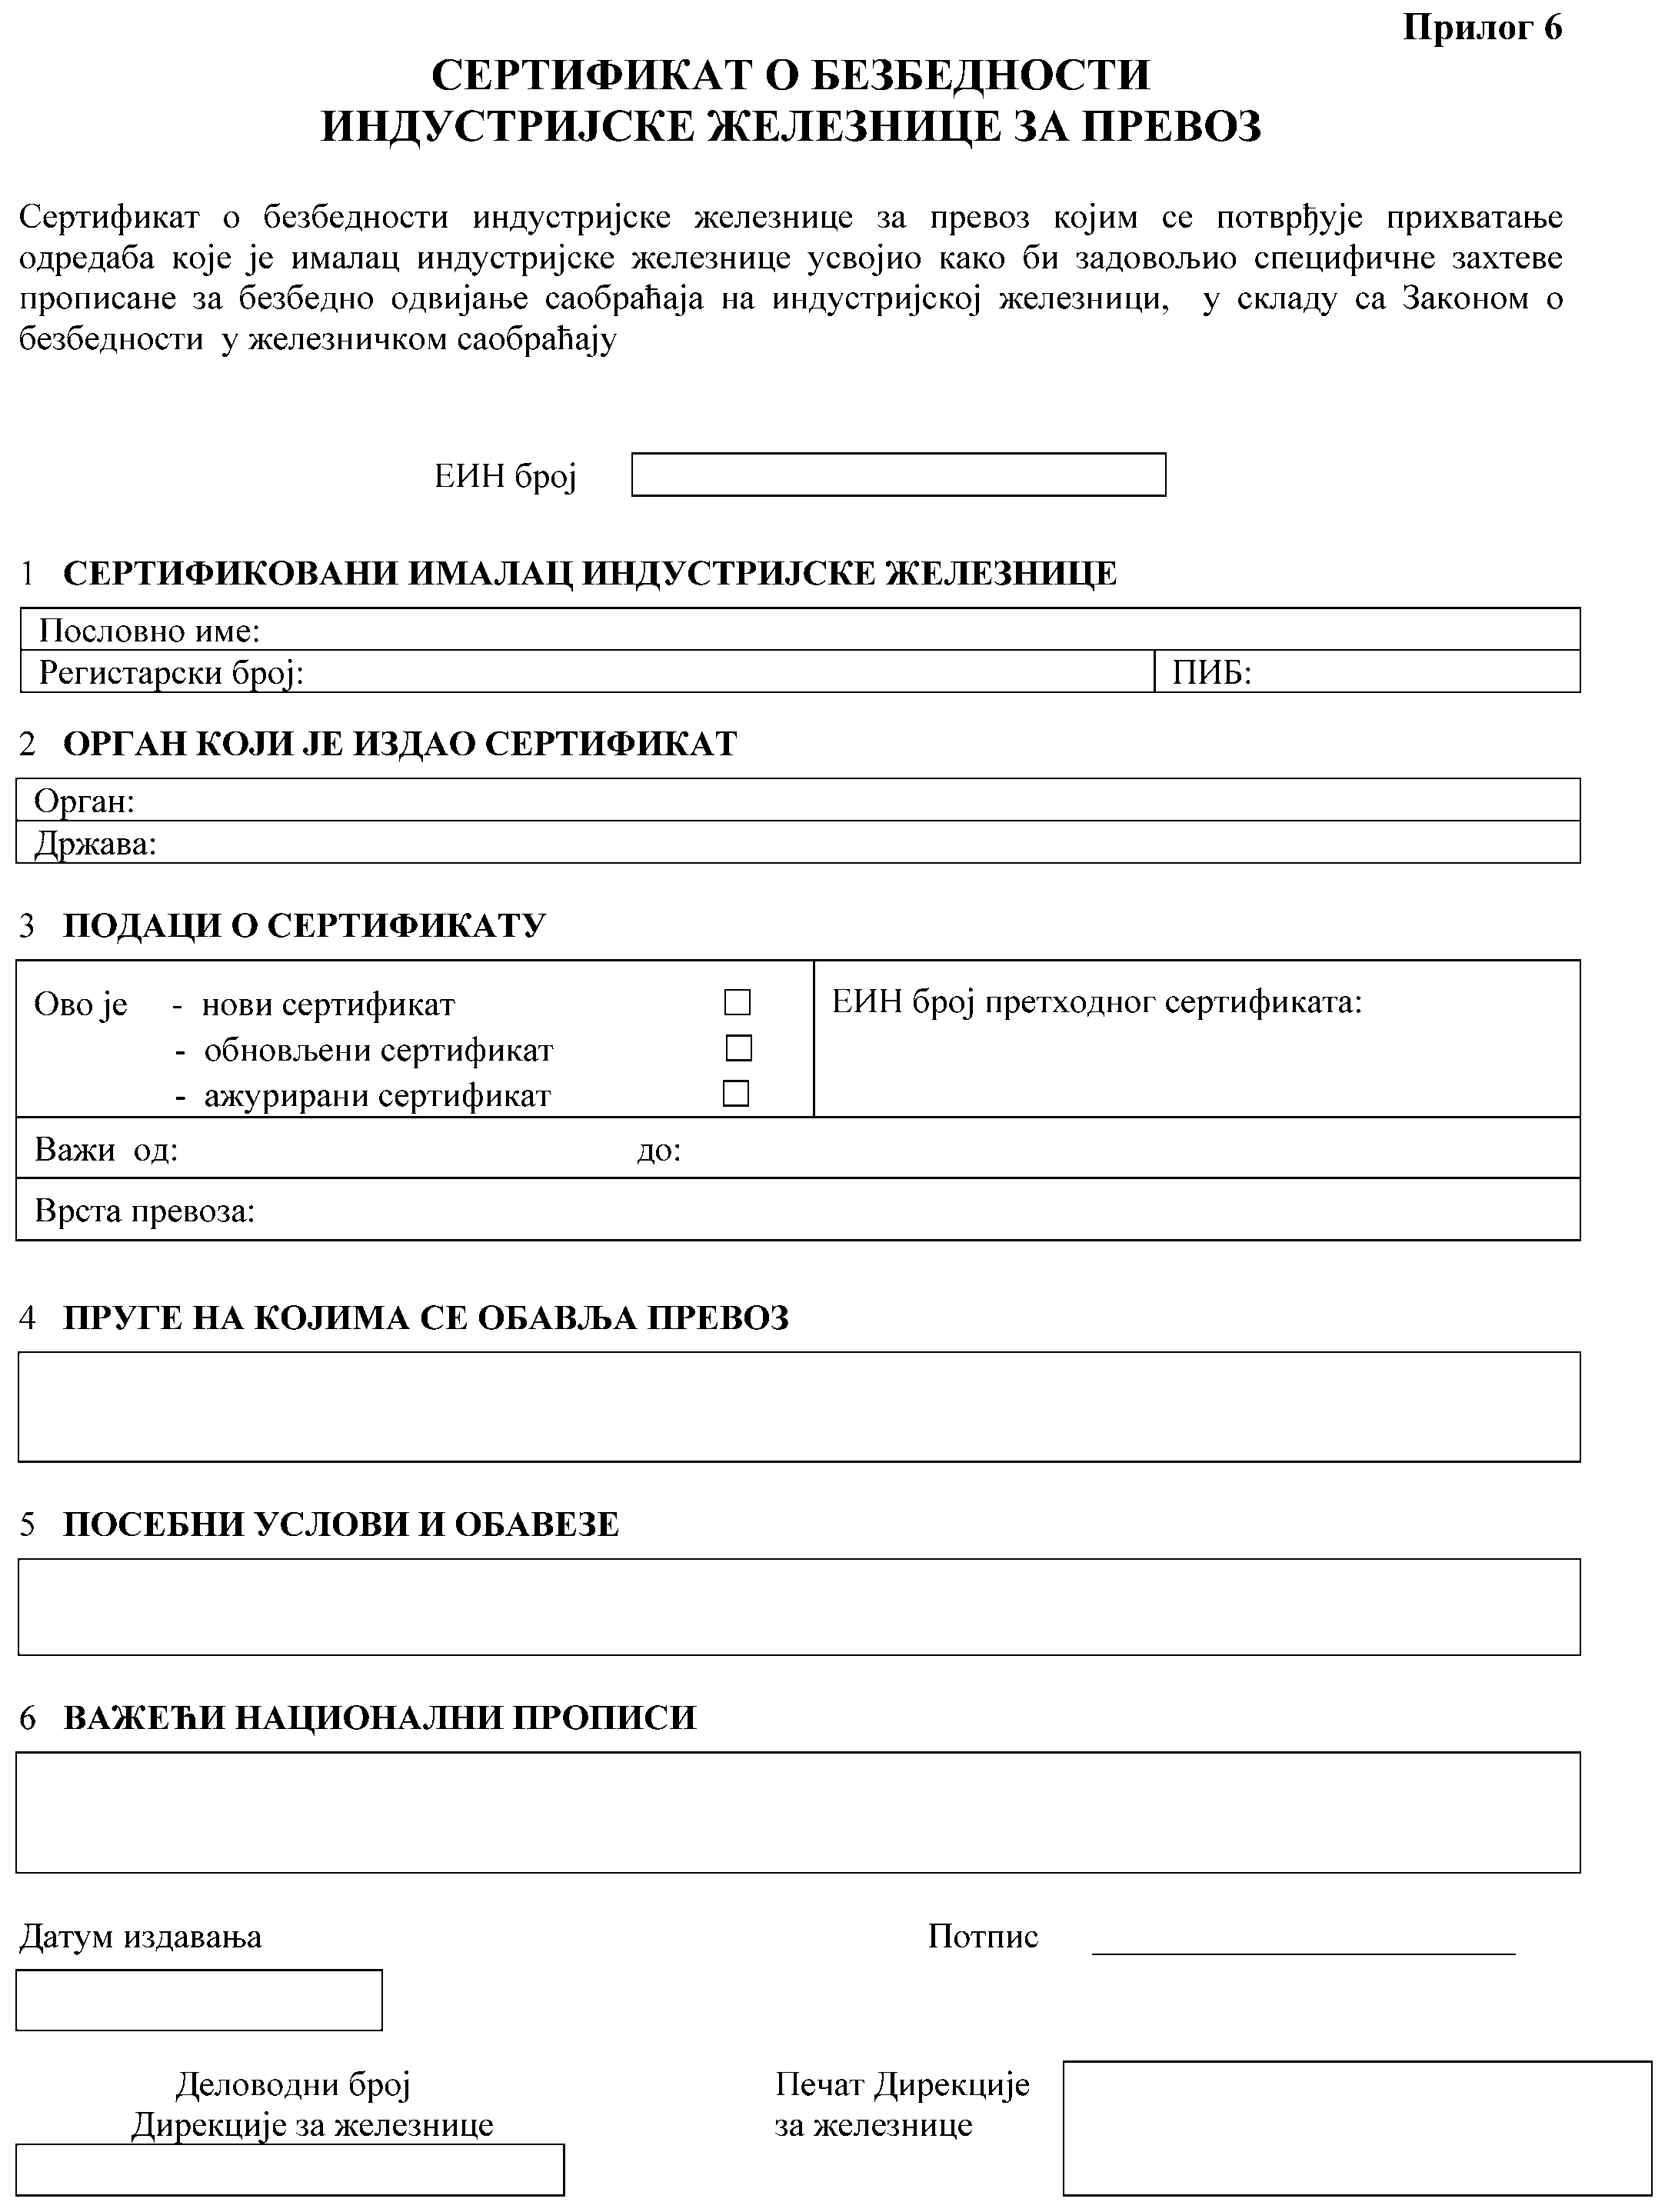 Прилог 6
СЕРТИФИКАТ О БЕЗБЕДНОСТИ
ИНДУСТРИЈСКЕ ЖЕЛЕЗНИЦЕ ЗА ПРЕВОЗ
Сертификат о безбедности индустријске железнице за превоз којим се потврђује прихватање
одредаба које је ималац индустријске железнице усвојио како би задовољио специфичне захтеве
прописане за безбедно одвијање саобраћаја на индустријској железници, у складу са Законом о
безбедности у железничком саобраћају
ЕИН број
1 СЕРТИФИКОВАНИ ИМАЛАЦ ИНДУСТРИЈСКЕ ЖЕЛЕЗНИЦЕ
Пословно име:
Регистарски број: ПИБ:
2 ОРГАН КОЈИ ЈЕ ИЗДАО СЕРТИФИКАТ
Орган:
Држава:
3 ПОДАЦИ О СЕРТИФИКАТУ
Ово је - нови сертификат ЕИН број претходног сертификата:
- обновљени сертификат
- ажурирани сертификат
Важи од: до:
Врста превоза:
4 ПРУГЕ НА КОЈИМА СЕ ОБАВЉА ПРЕВОЗ
5 ПОСЕБНИ УСЛОВИ И ОБАВЕЗЕ
6 ВАЖЕЋИ НАЦИОНАЛНИ ПРОПИСИ
Датум издавања Потпис
Деловодни број Печат Дирекције
Дирекције за железнице за железнице